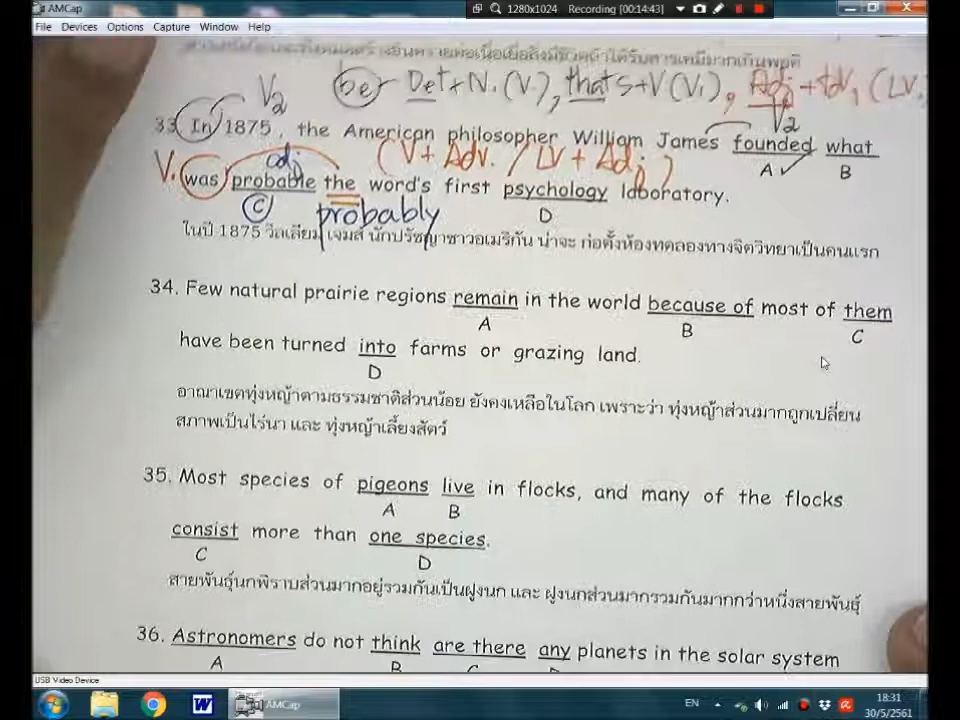 AMCap
1280x1024 Recording [00:14:43]
File Devices Options Capture Window Help
be Det + N. (V.), that S+V (V.), Adj + tdv, (LV.
V2
V2
33. In 1875, the American philosopher William James founded what
A B
V. adj (V + Adv. / LV + Adj)
was probable the word's first psychology laboratory.
C D
probably
ในปี 1875 วิลเลียม เจมส์ นักปรัชญาชาวอเมริกัน น่าจะ ก่อตั้งห้องทดลองทางจิตวิทยาเป็นคนแรก
34. Few natural prairie regions remain in the world because of most of them
A B C
have been turned into farms or grazing land.
D
อาณาเขตทุ่งหญ้าตามธรรมชาติส่วนน้อย ยังคงเหลือในโลก เพราะว่า ทุ่งหญ้าส่วนมากถูกเปลี่ยน
สภาพเป็นไร่นา และ ทุ่งหญ้าเลี้ยงสัตว์
35. Most species of pigeons live in flocks, and many of the flocks
A B
consist more than one species.
C D
สายพันธุ์นกพิราบส่วนมากอยู่รวมกันเป็นฝูงนก และ ฝูงนกส่วนมากรวมกันมากกว่าหนึ่งสายพันธุ์
36. Astronomers do not think are there any planets in the solar system
A B
USB Video Device
AMCap
EN
18:31
30/5/2561